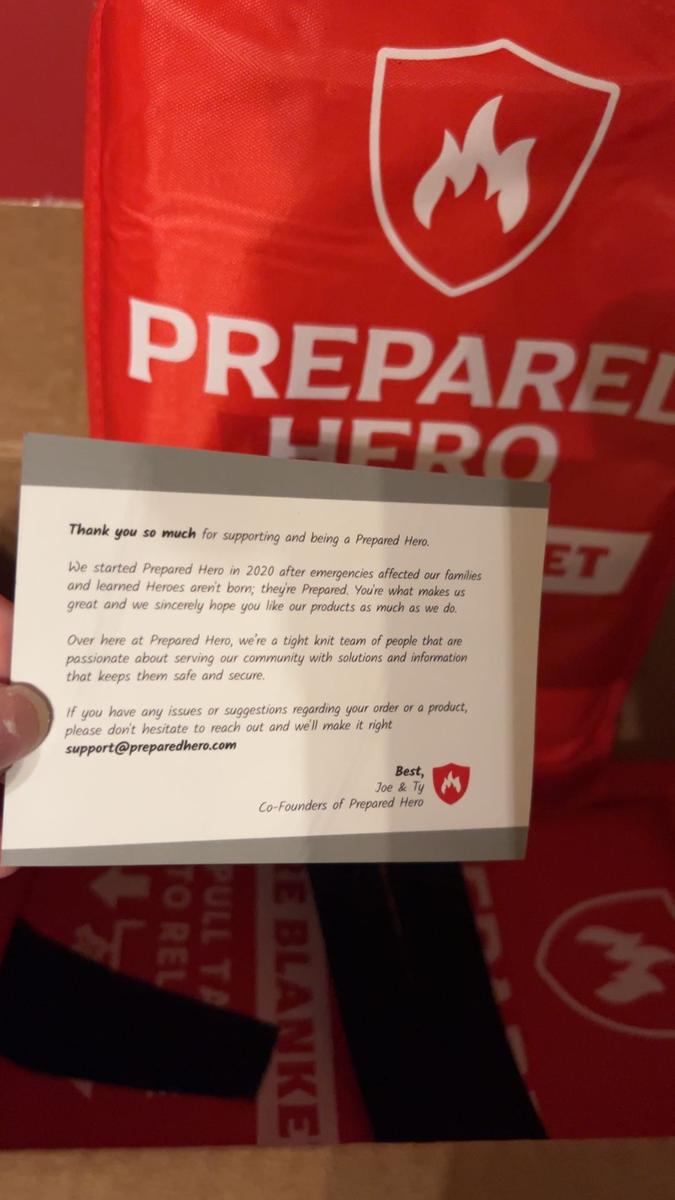 PREPARED
HERO
ET
Thank you so much for supporting and being a Prepared Hero.
We started Prepared Hero in 2020 after emergencies affected our families
and learned Heroes aren't born; they're Prepared. You're what makes us
great and we sincerely hope you like our products as much as we do.
Over here at Prepared Hero, we're a tight knit team of people that are
passionate about serving our community with solutions and information
that keeps them safe and secure.
If you have any issues or suggestions regarding your order or a product,
please don't hesitate to reach out and we'll make it right
support@preparedhero.com
Best,
Joe & Ty
Co-Founders of Prepared Hero
PULL TA
TO REL
RE BLANKE